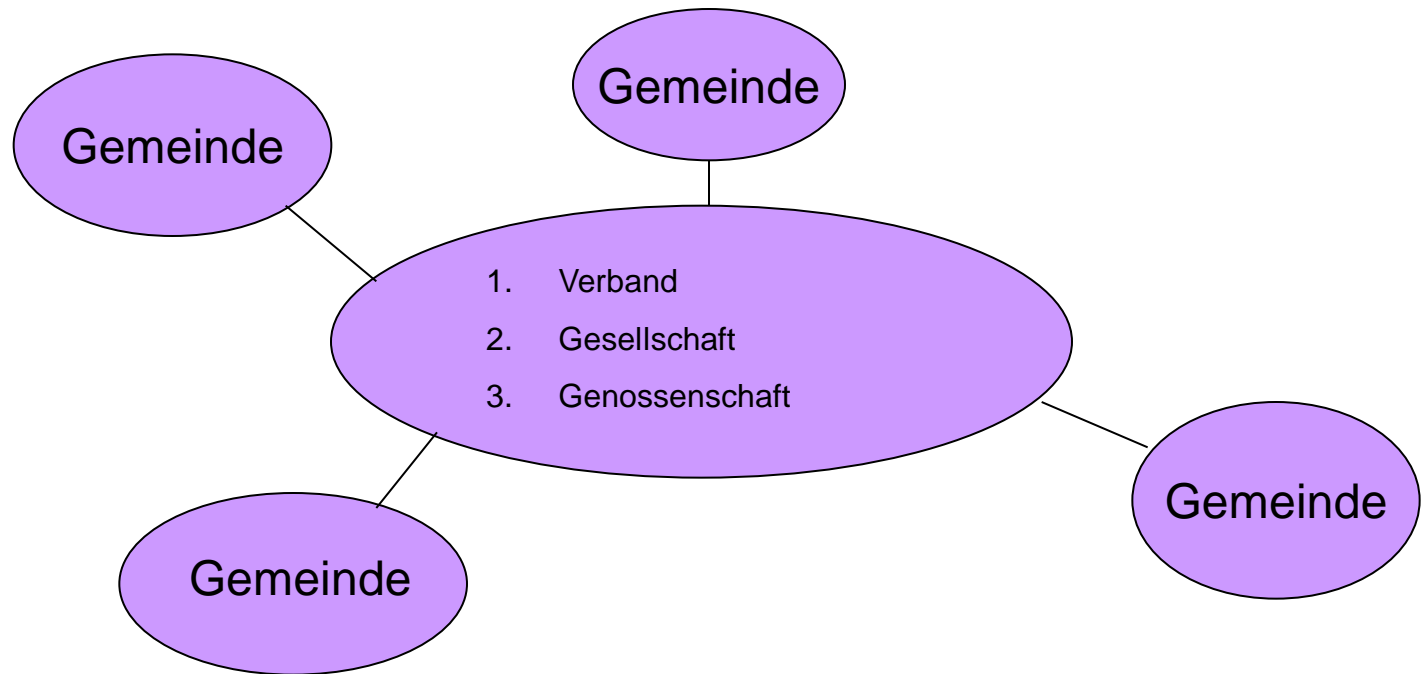 Gemeinde
Gemeinde
1. Verband
2. Gesellschaft
3. Genossenschaft
Gemeinde
Gemeinde